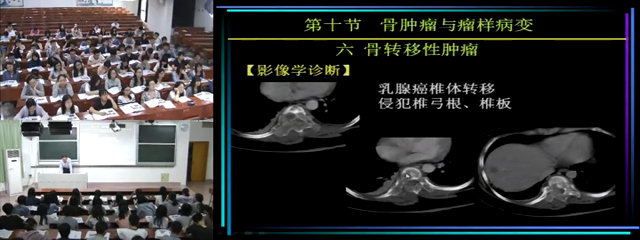 第十节 骨肿瘤与瘤样病变
六 骨转移性肿瘤
【影像学诊断】
乳腺癌椎体转移
侵犯椎弓根、椎板